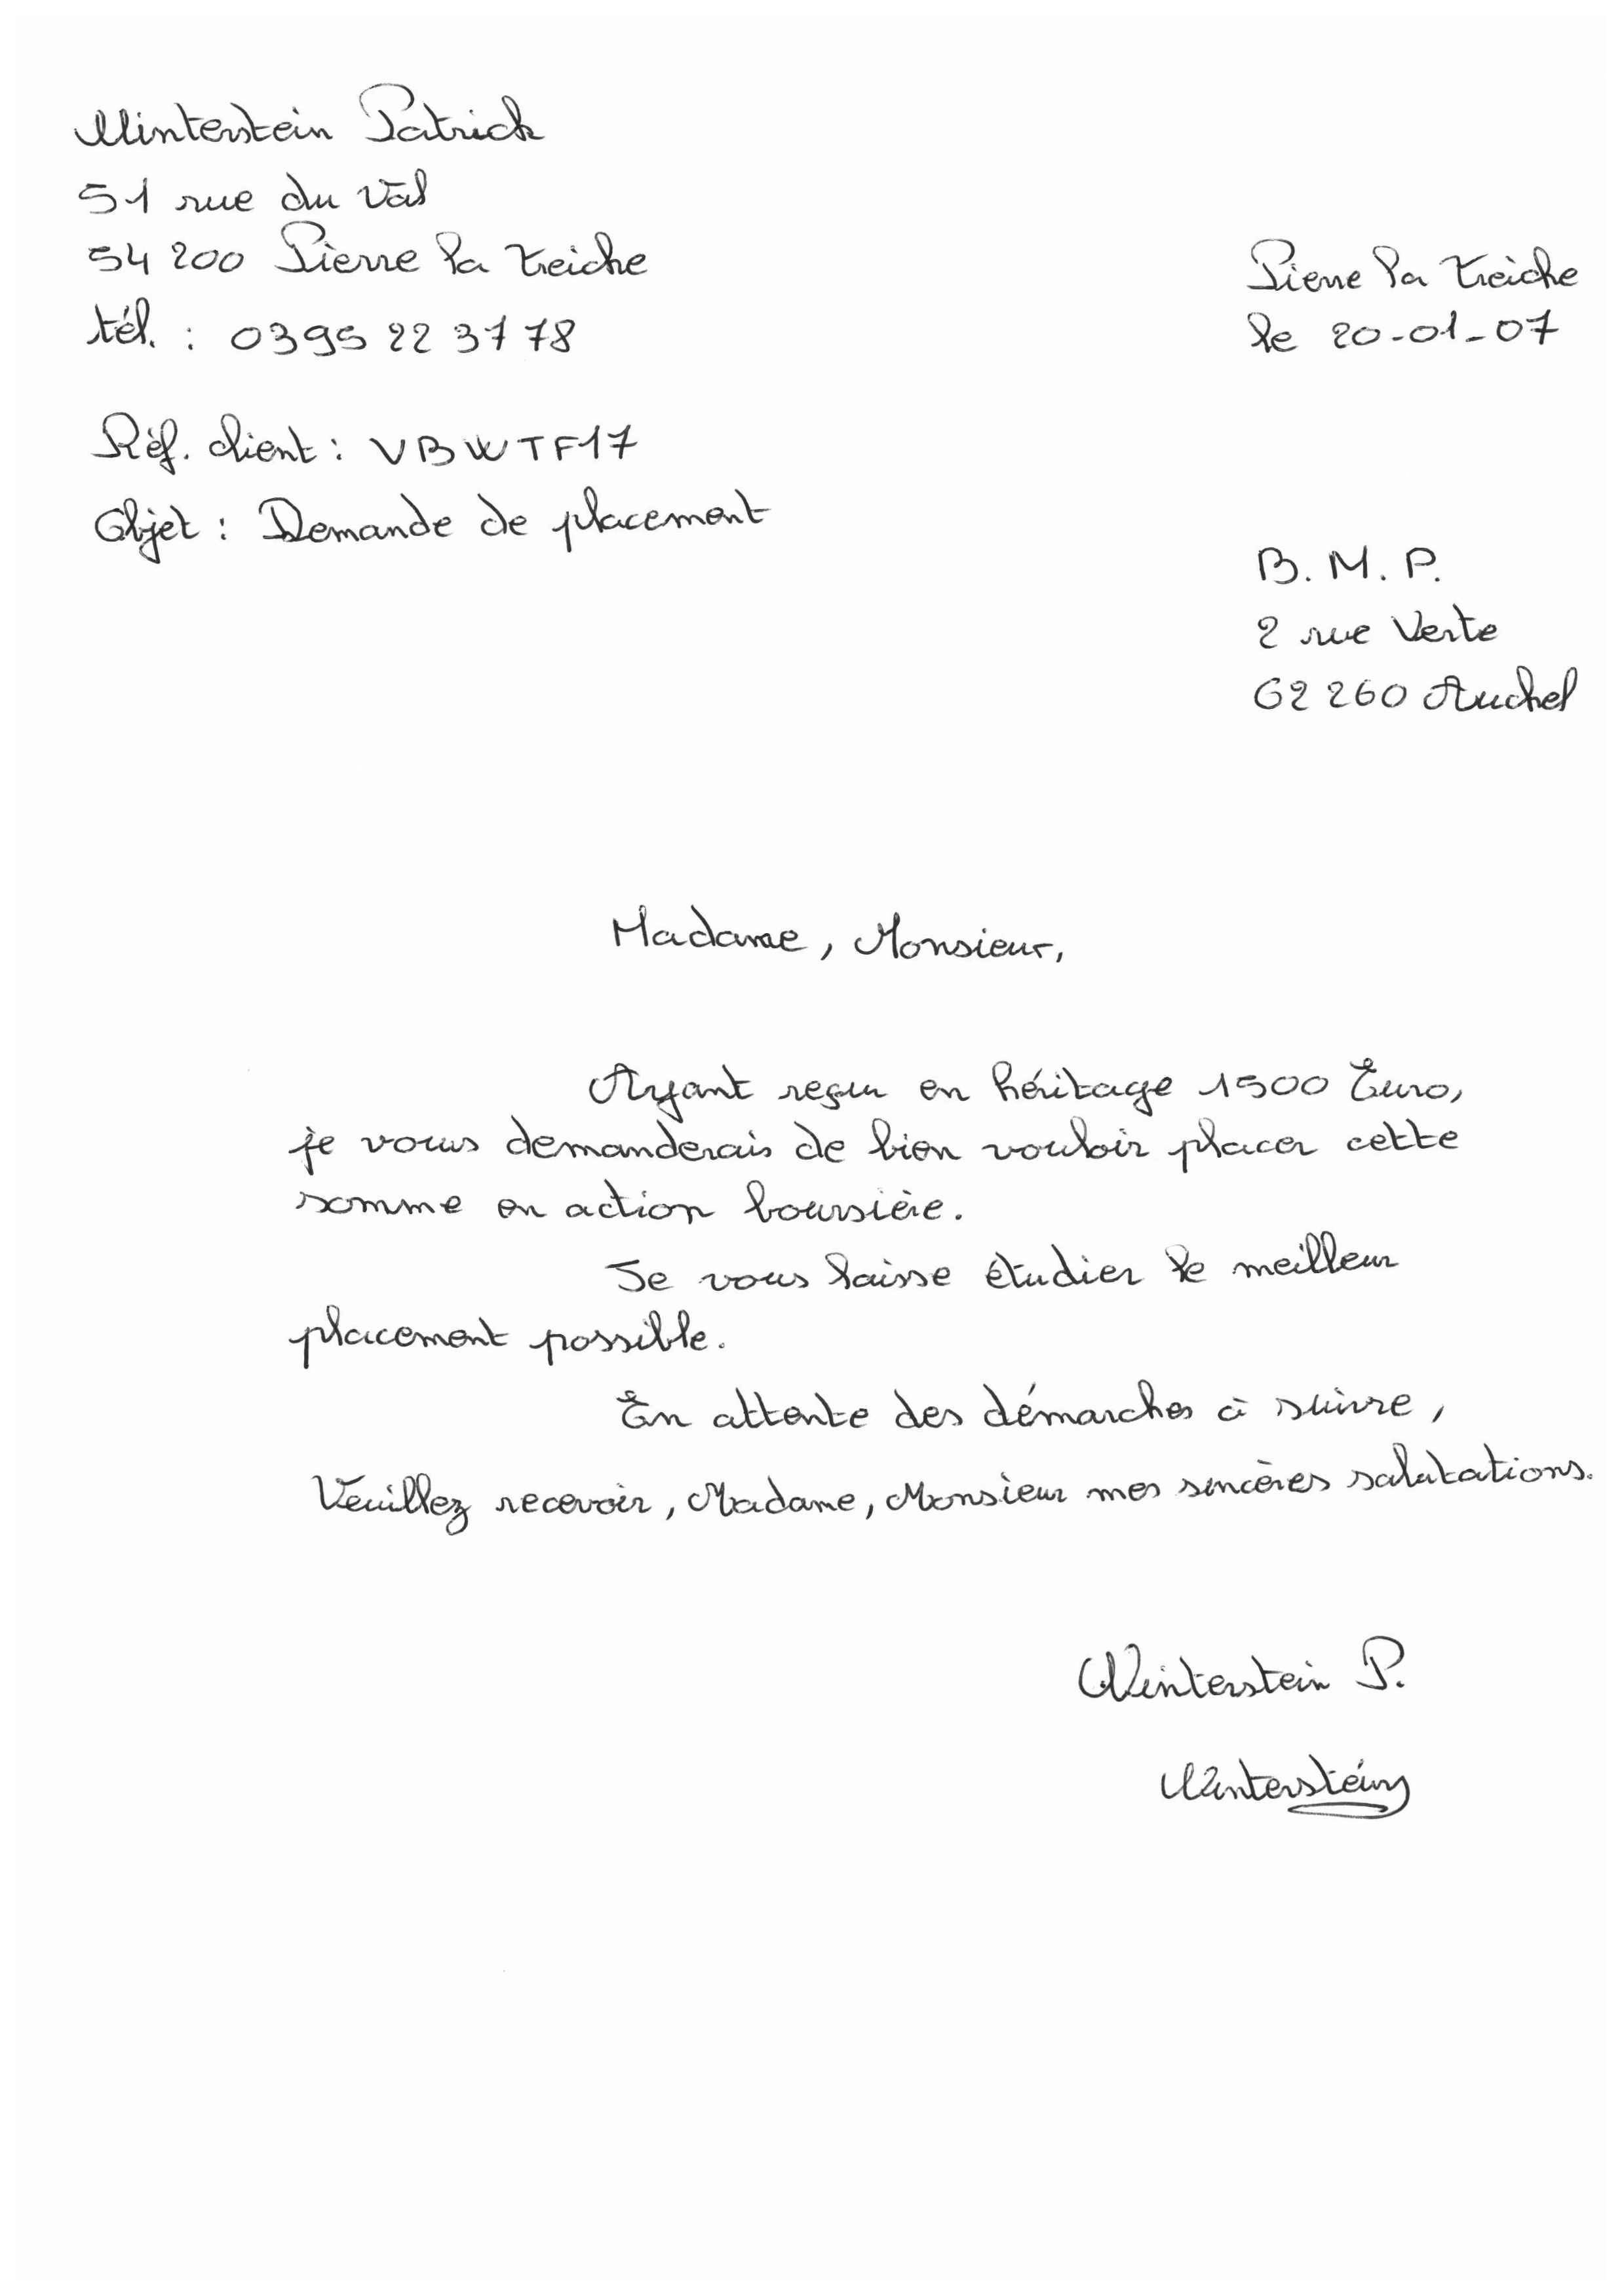 Winterstein Patrick
51 rue du Val
54 200 Pierre la treiche
tél. : 0395 22 37 78
Pierre la treiche
le 20-01-07
Réf. client : VBWTF17
Objet : Demande de placement
B. M. P.
2 rue Verte
62 260 Auchel
Madame, Monsieur,
Ayant reçu en héritage 1500 Euro,
je vous demanderais de bien vouloir placer cette
somme en action boursière.
Je vous laisse étudier le meilleur
placement possible.
En attente des démarches à suivre,
Veuillez recevoir, Madame, Monsieur mes sincères salutations.
Winterstein P.
Winterstein